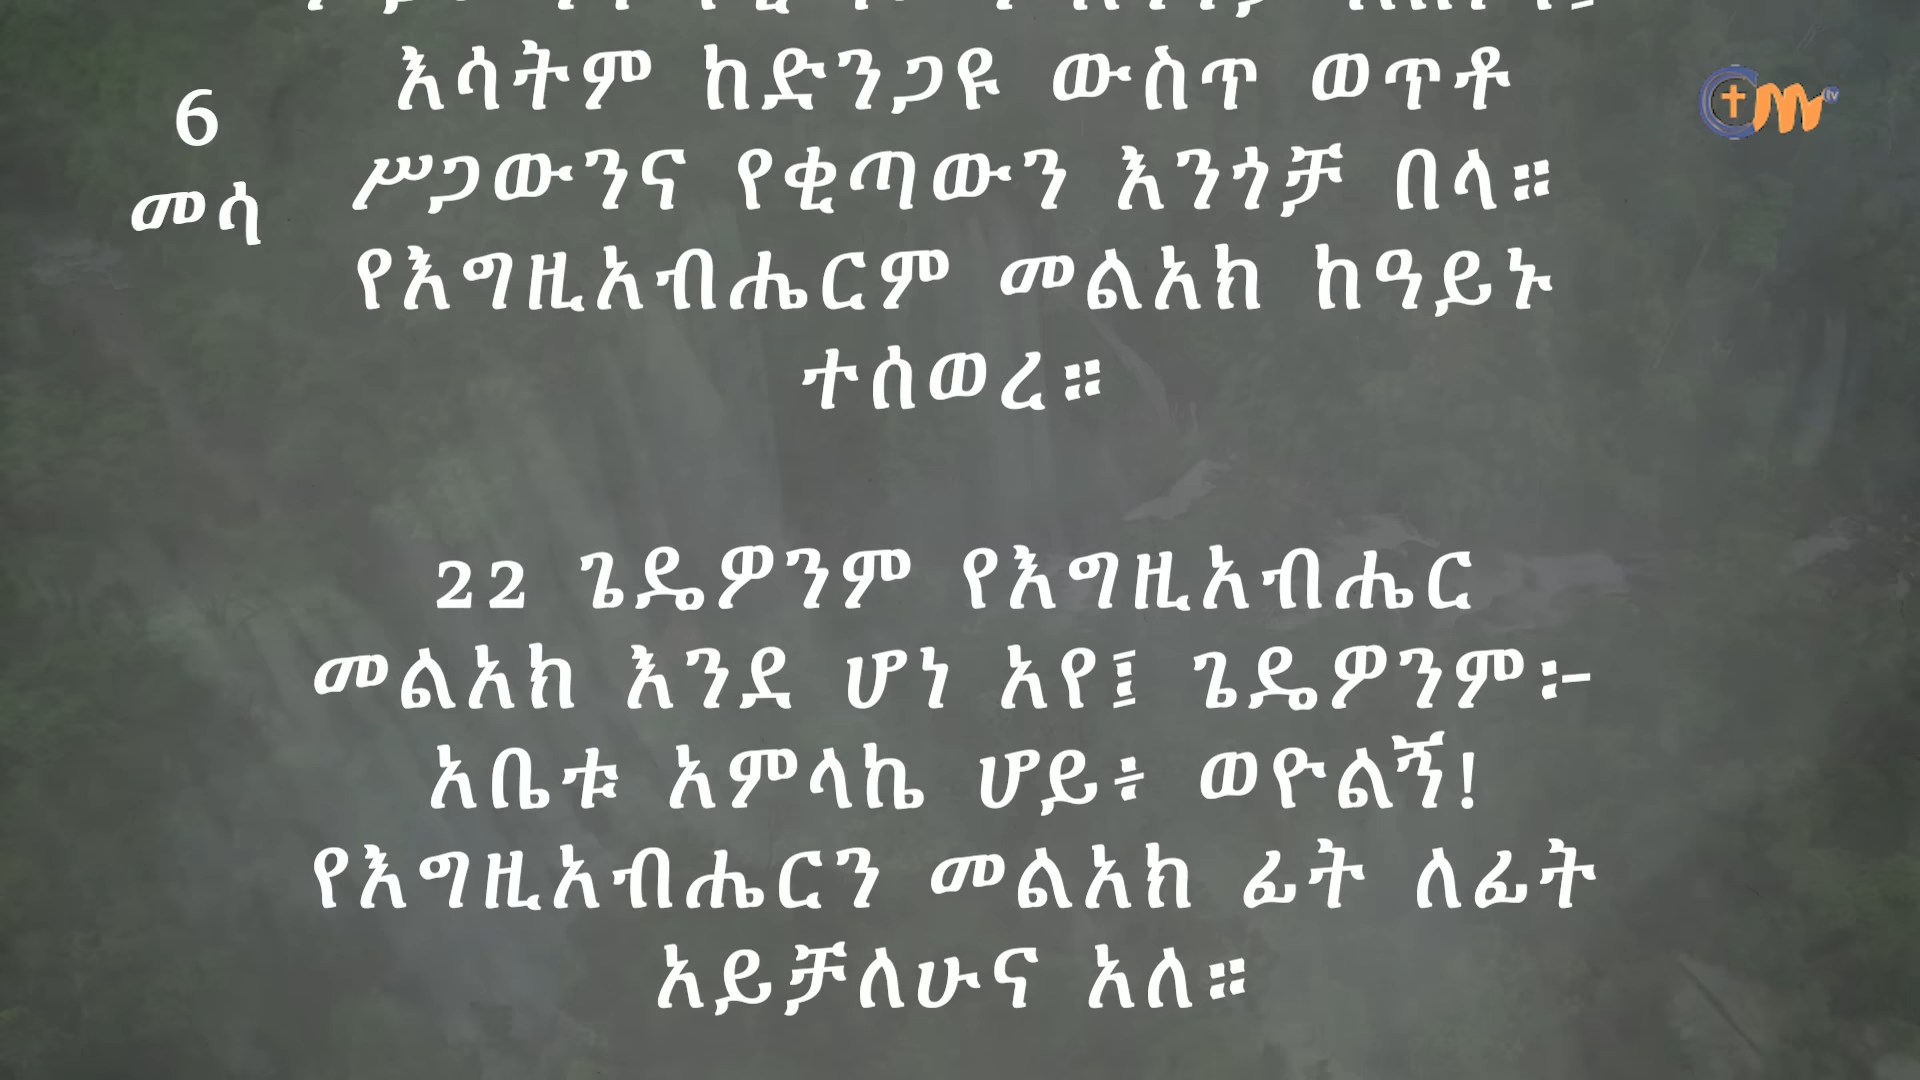 6
መሳ
እሳትም ከድንጋዩ ውስጥ ወጥቶ
ሥጋውንና የቂጣውን እንጎቻ በላ።
የእግዚአብሔርም መልአክ ከዓይኑ
ተሰወረ።
22 ጌዴዎንም የእግዚአብሔር
መልአክ እንደ ሆነ አየ፤ ጌዴዎንም፡-
አቤቱ አምላኬ ሆይ፥ ወዮልኝ!
የእግዚአብሔርን መልአክ ፊት ለፊት
አይቻለሁና አለ።
tv